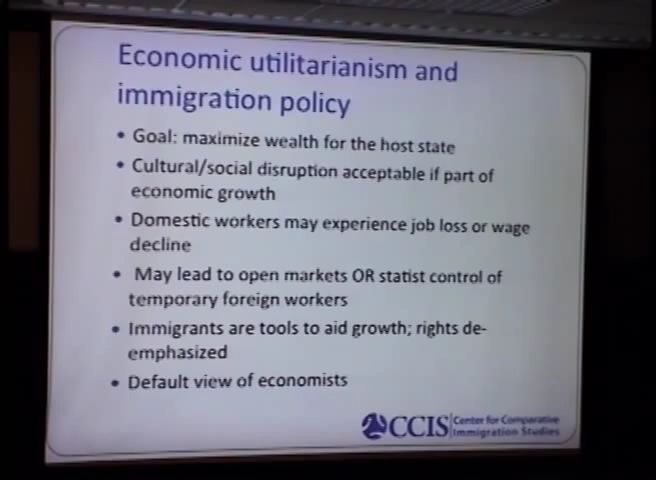 Economic utilitarianism and
immigration policy
• Goal: maximize wealth for the host state
• Cultural/social disruption acceptable if part of
economic growth
• Domestic workers may experience job loss or wage
decline
• May lead to open markets OR statist control of
temporary foreign workers
• Immigrants are tools to aid growth; rights de-
emphasized
• Default view of economists
CCIS Center for Comparative
Immigration Studies